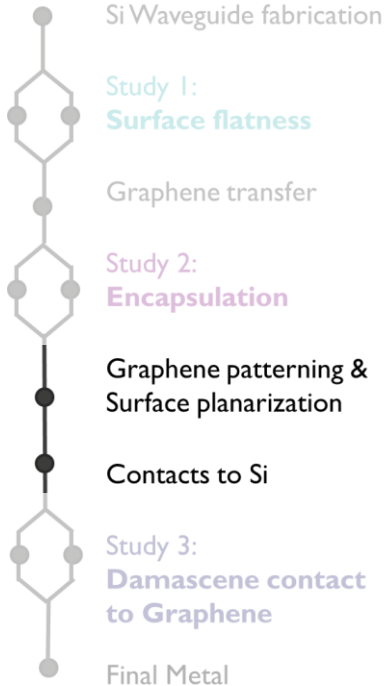 Si Waveguide fabrication
Study 1:
Surface flatness
Graphene transfer
Study 2:
Encapsulation
Graphene patterning &
Surface planarization
Contacts to Si
Study 3:
Damascene contact
to Graphene
Final Metal